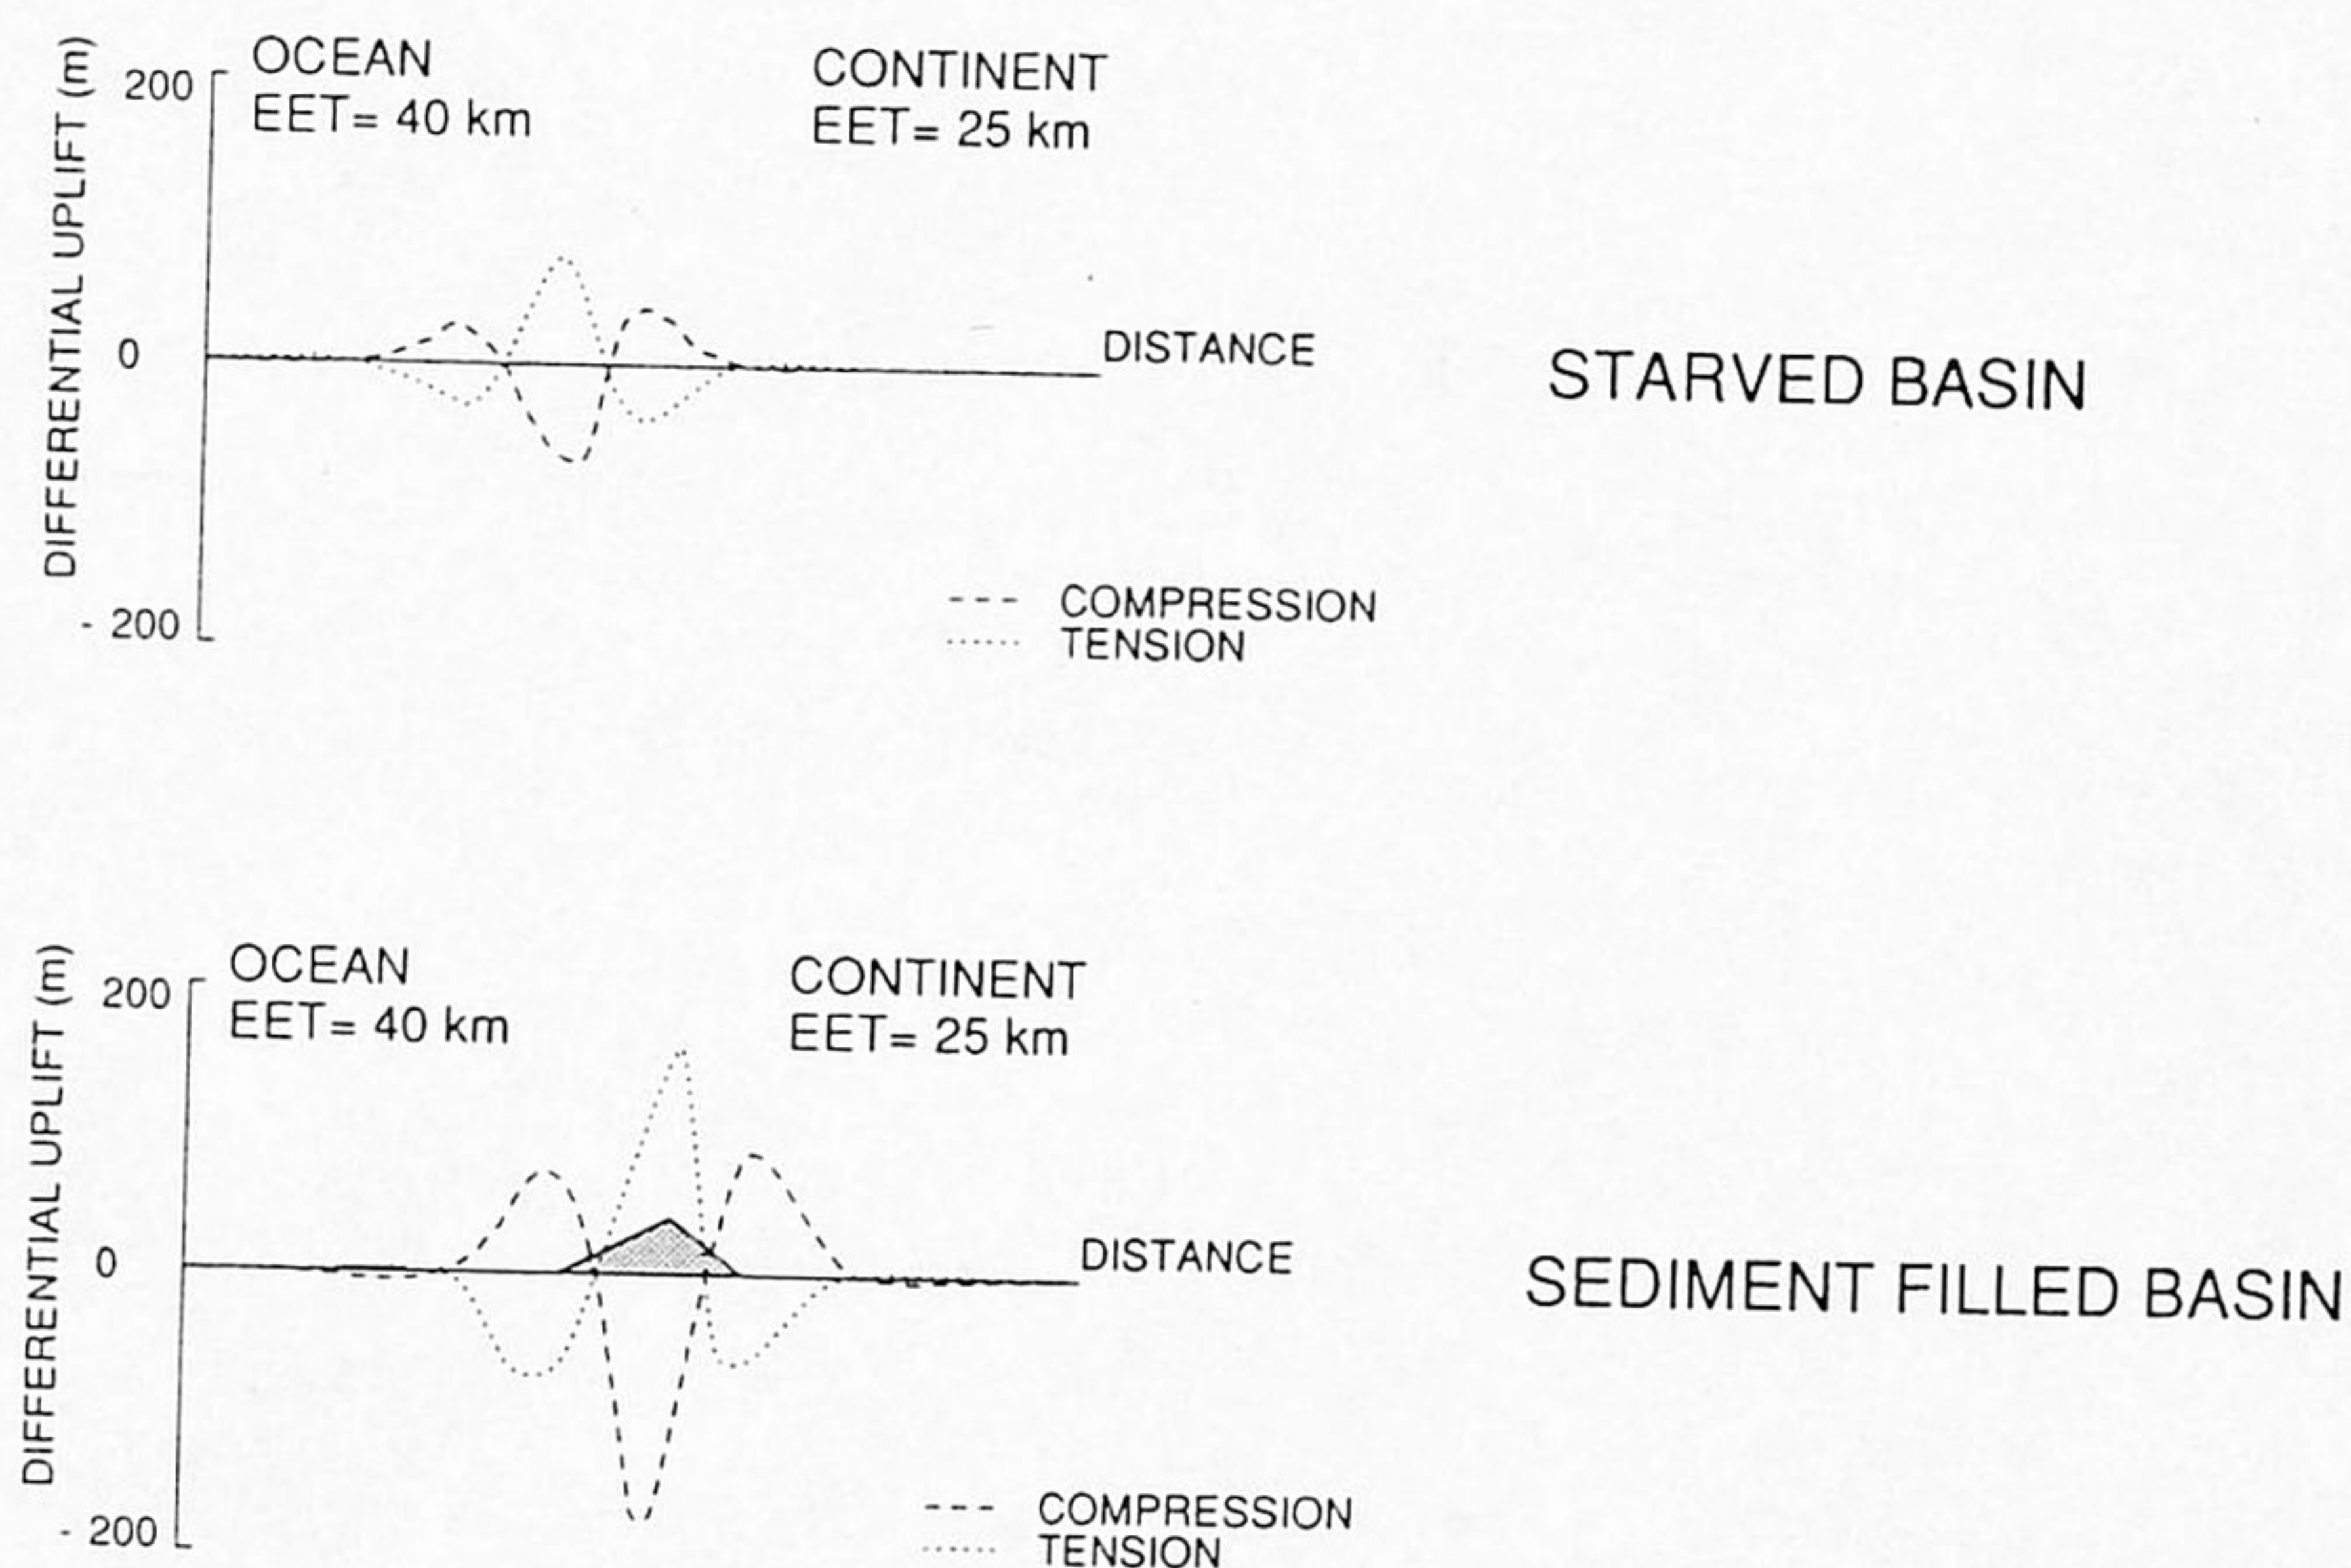 DIFFERENTIAL UPLIFT (m)
200
0
- 200
OCEAN
EET= 40 km
CONTINENT
EET= 25 km
DISTANCE
STARVED BASIN
COMPRESSION
TENSION
DIFFERENTIAL UPLIFT (m)
200
0
- 200
OCEAN
EET= 40 km
CONTINENT
EET= 25 km
DISTANCE
SEDIMENT FILLED BASIN
COMPRESSION
TENSION